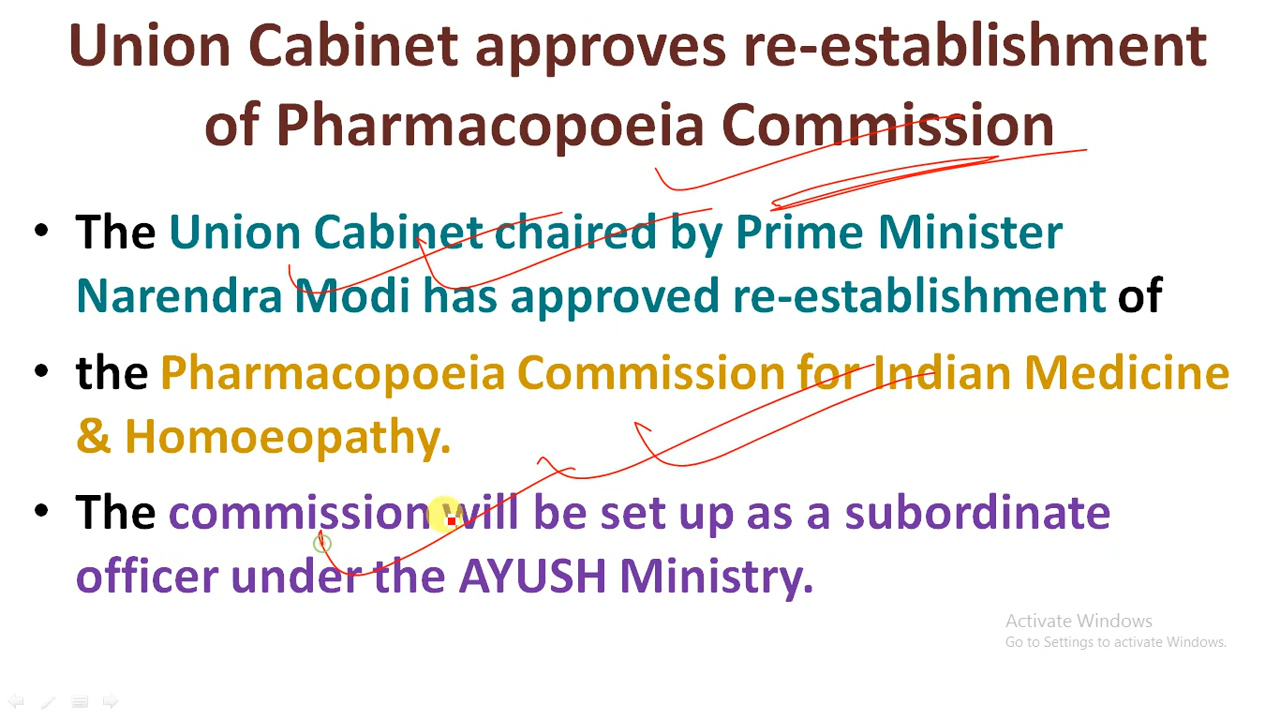 Union Cabinet approves re-establishment
of Pharmacopoeia Commission
• The Union Cabinet chaired by Prime Minister
Narendra Modi has approved re-establishment of
• the Pharmacopoeia Commission for Indian Medicine
& Homoeopathy.
• The commission will be set up as a subordinate
officer under the AYUSH Ministry.
Activate Windows
Go to Settings to activate Windows.